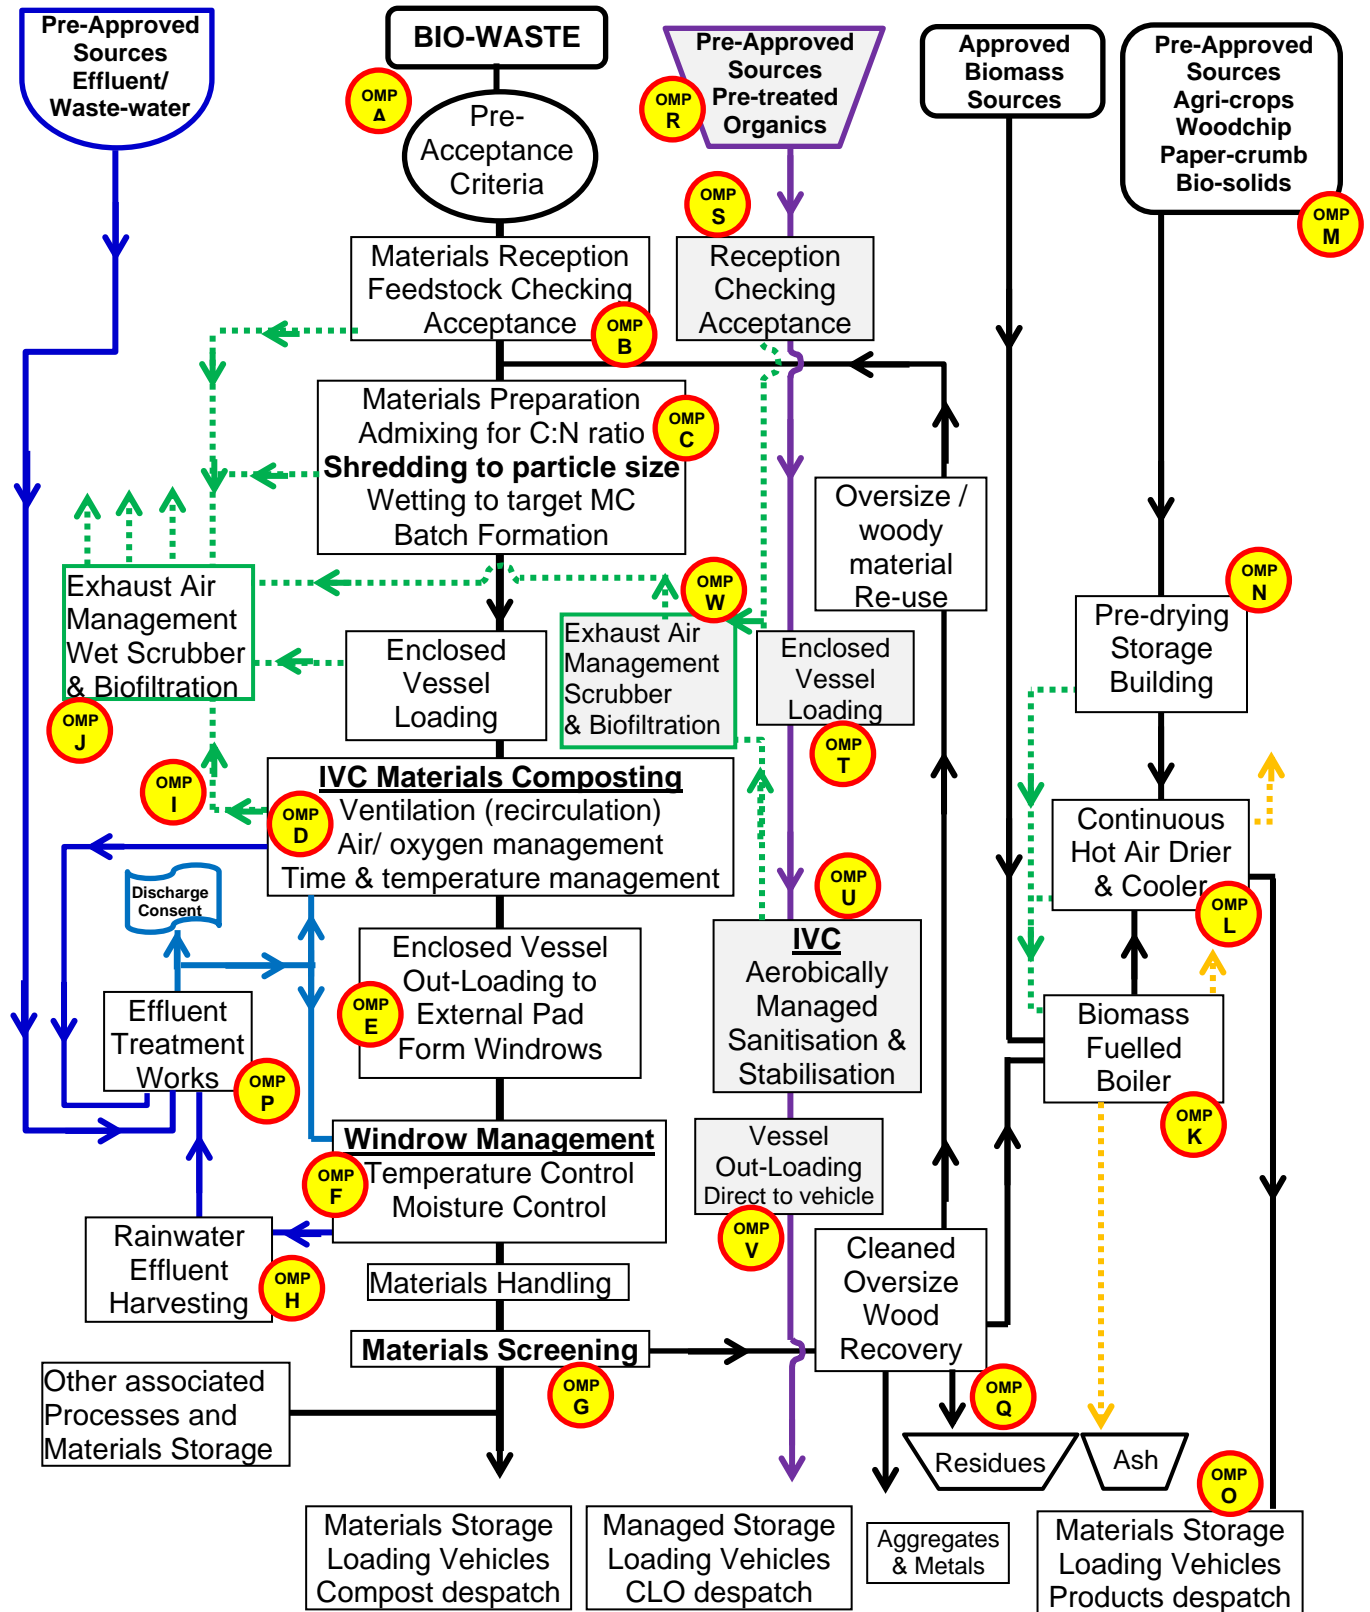 Pre-Approved
Sources
Effluent/
Waste-water
BIO-WASTE
OMP
A
Pre-
Acceptance
Criteria
Pre-Approved
Sources
Pre-treated
Organics
OMP
R
Approved
Biomass
Sources
Pre-Approved
Sources
Agri-crops
Woodchip
Paper-crumb
Bio-solids
OMP
M
OMP
S
Materials Reception
Feedstock Checking
Acceptance
OMP
B
Reception
Checking
Acceptance
Materials Preparation
Admixing for C:N ratio
Shredding to particle size
Wetting to target MC
Batch Formation
OMP
C
Oversize /
woody
material
Re-use
Exhaust Air
Management
Wet Scrubber
& Biofiltration
OMP
J
Enclosed
Vessel
Loading
OMP
W
Exhaust Air
Management
Scrubber
& Biofiltration
Enclosed
Vessel
Loading
OMP
T
OMP
N
Pre-drying
Storage
Building
OMP
I
OMP
D
IVC Materials Composting
Ventilation (recirculation)
Air/ oxygen management
Time & temperature management
Continuous
Hot Air Drier
& Cooler
OMP
L
Discharge
Consent
OMP
U
IVC
Aerobically
Managed
Sanitisation &
Stabilisation
Enclosed Vessel
Out-Loading to
External Pad
Form Windrows
OMP
E
Effluent
Treatment
Works
OMP
P
Biomass
Fuelled
Boiler
OMP
K
Windrow Management
Temperature Control
Moisture Control
OMP
F
Vessel
Out-Loading
Direct to vehicle
OMP
V
Rainwater
Effluent
Harvesting
OMP
H
Materials Handling
Cleaned
Oversize
Wood
Recovery
OMP
Q
Materials Screening
OMP
G
Other associated
Processes and
Materials Storage
Residues
Ash
OMP
O
Materials Storage
Loading Vehicles
Compost despatch
Managed Storage
Loading Vehicles
CLO despatch
Aggregates
& Metals
Materials Storage
Loading Vehicles
Products despatch